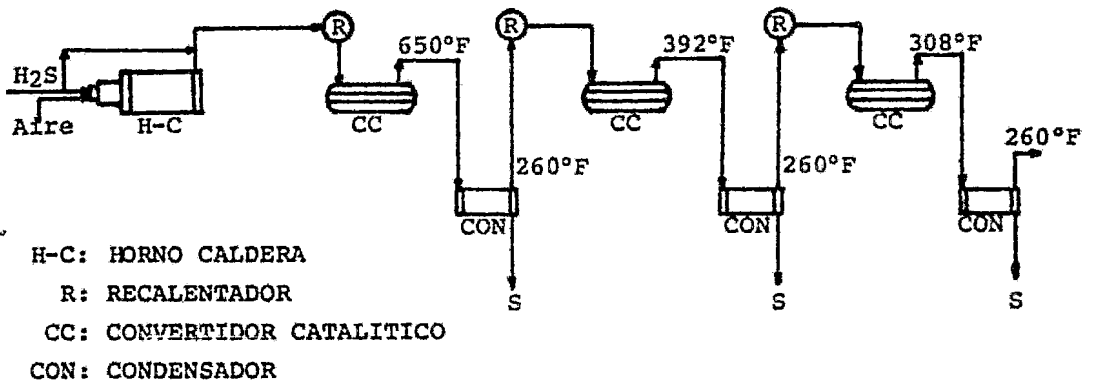 R
R
R
650°F
392°F
308°F
H2S
Aire
H-C
CC
CC
CC
260°F
260°F
260°F
CON
CON
CON
S
S
S
H-C: HORNO CALDERA
R: RECALENTADOR
CC: CONVERTIDOR CATALITICO
CON: CONDENSADOR